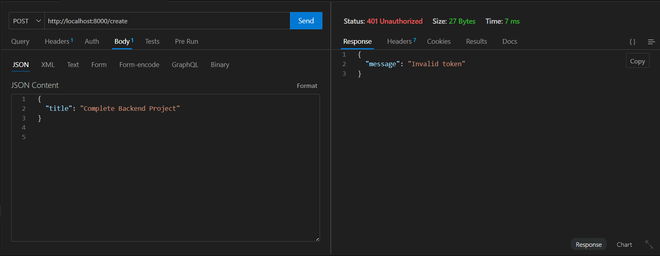 POST http://localhost:8000/create Send
Query Headers 1 Auth Body 1 Tests Pre Run
JSON XML Text Form Form-encode GraphQL Binary
JSON Content Format
1 {
2 "title": "Complete Backend Project"
3 }
4
5
Status: 401 Unauthorized Size: 27 Bytes Time: 7 ms
Response Headers 7 Cookies Results Docs {}
1 {
2 "message": "Invalid token"
3 }
Copy
Response Chart